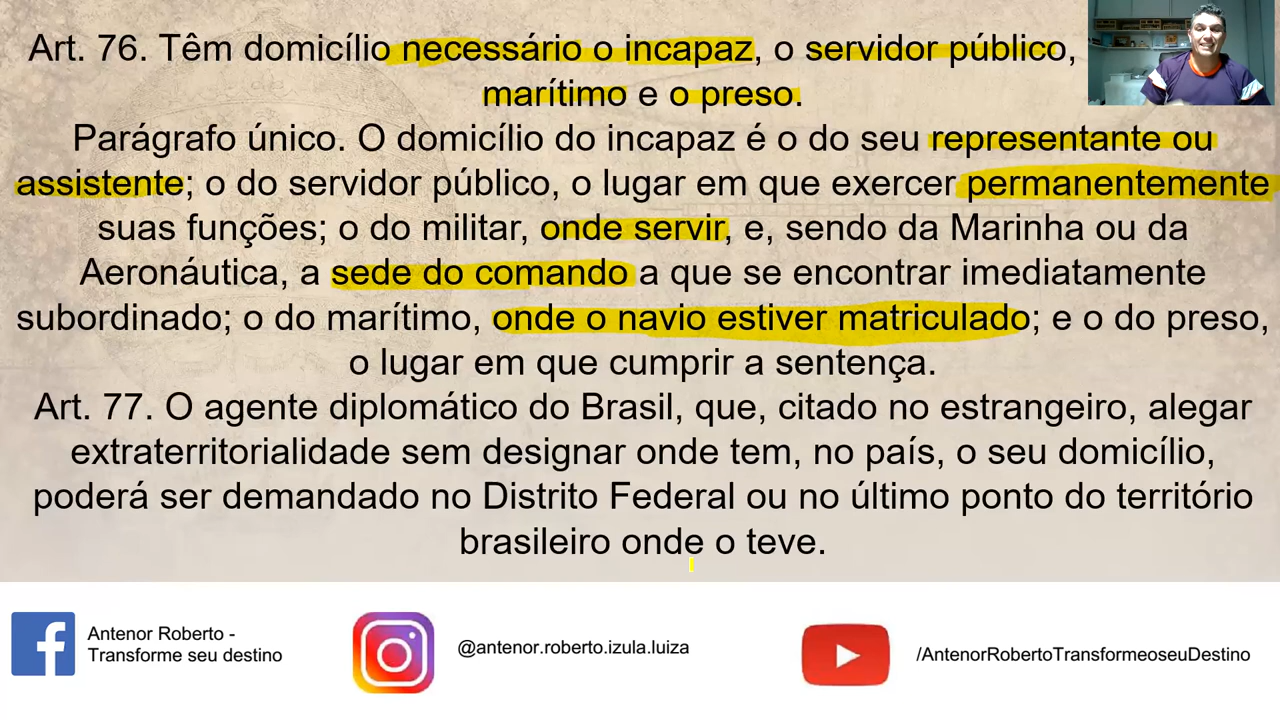 Art. 76. Têm domicílio necessário o incapaz, o servidor público,
marítimo e o preso.
Parágrafo único. O domicílio do incapaz é o do seu representante ou
assistente; o do servidor público, o lugar em que exercer permanentemente
suas funções; o do militar, onde servir, e, sendo da Marinha ou da
Aeronáutica, a sede do comando a que se encontrar imediatamente
subordinado; o do marítimo, onde o navio estiver matriculado; e o do preso,
o lugar em que cumprir a sentença.
Art. 77. O agente diplomático do Brasil, que, citado no estrangeiro, alegar
extraterritorialidade sem designar onde tem, no país, o seu domicílio,
poderá ser demandado no Distrito Federal ou no último ponto do território
brasileiro onde o teve.
Antenor Roberto -
Transforme seu destino
@antenor.roberto.izula.luiza
/AntenorRobertoTransformeoseuDestino